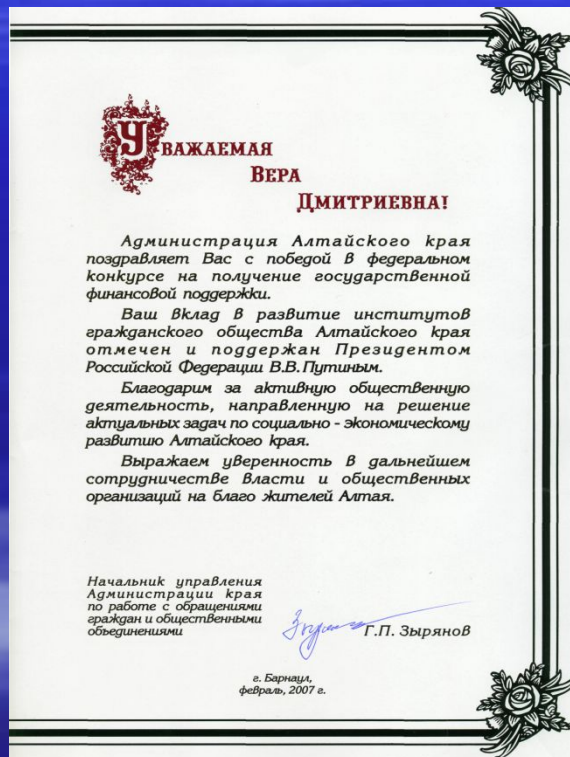 Уважаемая
Вера
Дмитриевна!
Администрация Алтайского края
поздравляет Вас с победой в федеральном
конкурсе на получение государственной
финансовой поддержки.
Ваш вклад в развитие институтов
гражданского общества Алтайского края
отмечен и поддержан Президентом
Российской Федерации В.В.Путиным.
Благодарим за активную общественную
деятельность, направленную на решение
актуальных задач по социально - экономическому
развитию Алтайского края.
Выражаем уверенность в дальнейшем
сотрудничестве власти и общественных
организаций на благо жителей Алтая.
Начальник управления
Администрации края
по работе с обращениями
граждан и общественными
объединениями
Г.П. Зырянов
г. Барнаул,
февраль, 2007 г.